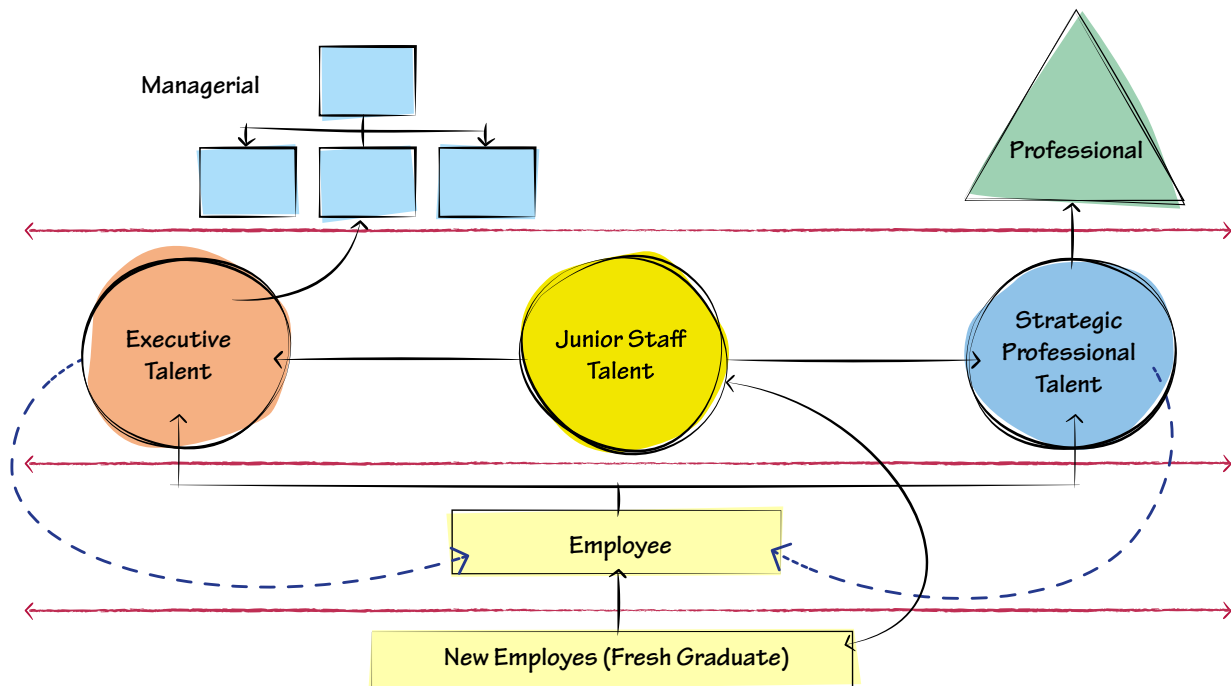 Managerial
Professional
Executive
Talent
Junior Staff
Talent
Strategic
Professional
Talent
Employee
New Employes (Fresh Graduate)